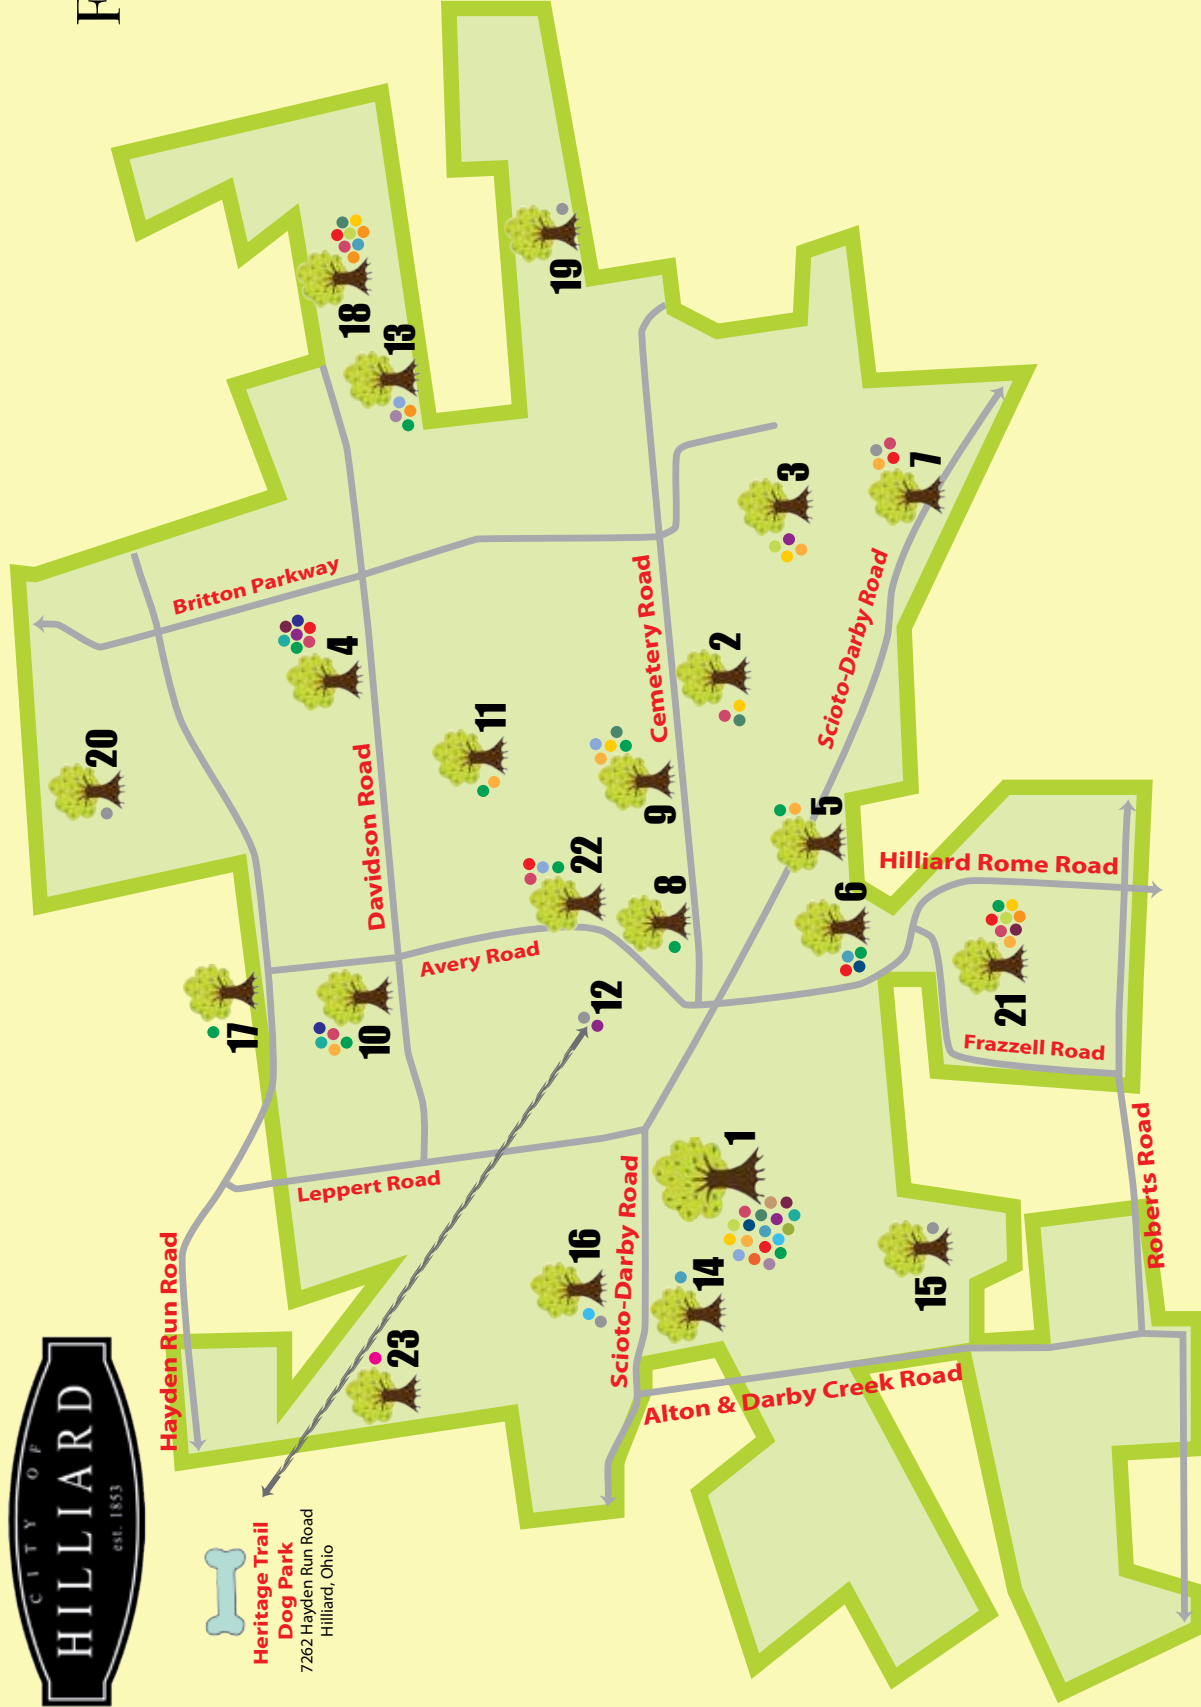 CITY OF
HILLIARD
est. 1853
F
Heritage Trail
Dog Park
7262 Hayden Run Road
Hilliard, Ohio
Hayden Run Road
Leppert Road
Davidson Road
Britton Parkway
Avery Road
Cemetery Road
Scioto-Darby Road
Scioto-Darby Road
Alton & Darby Creek Road
Hilliard Rome Road
Frazzell Road
Roberts Road
1
2
3
4
5
6
7
8
9
10
11
12
13
14
15
16
17
18
19
20
21
22
23